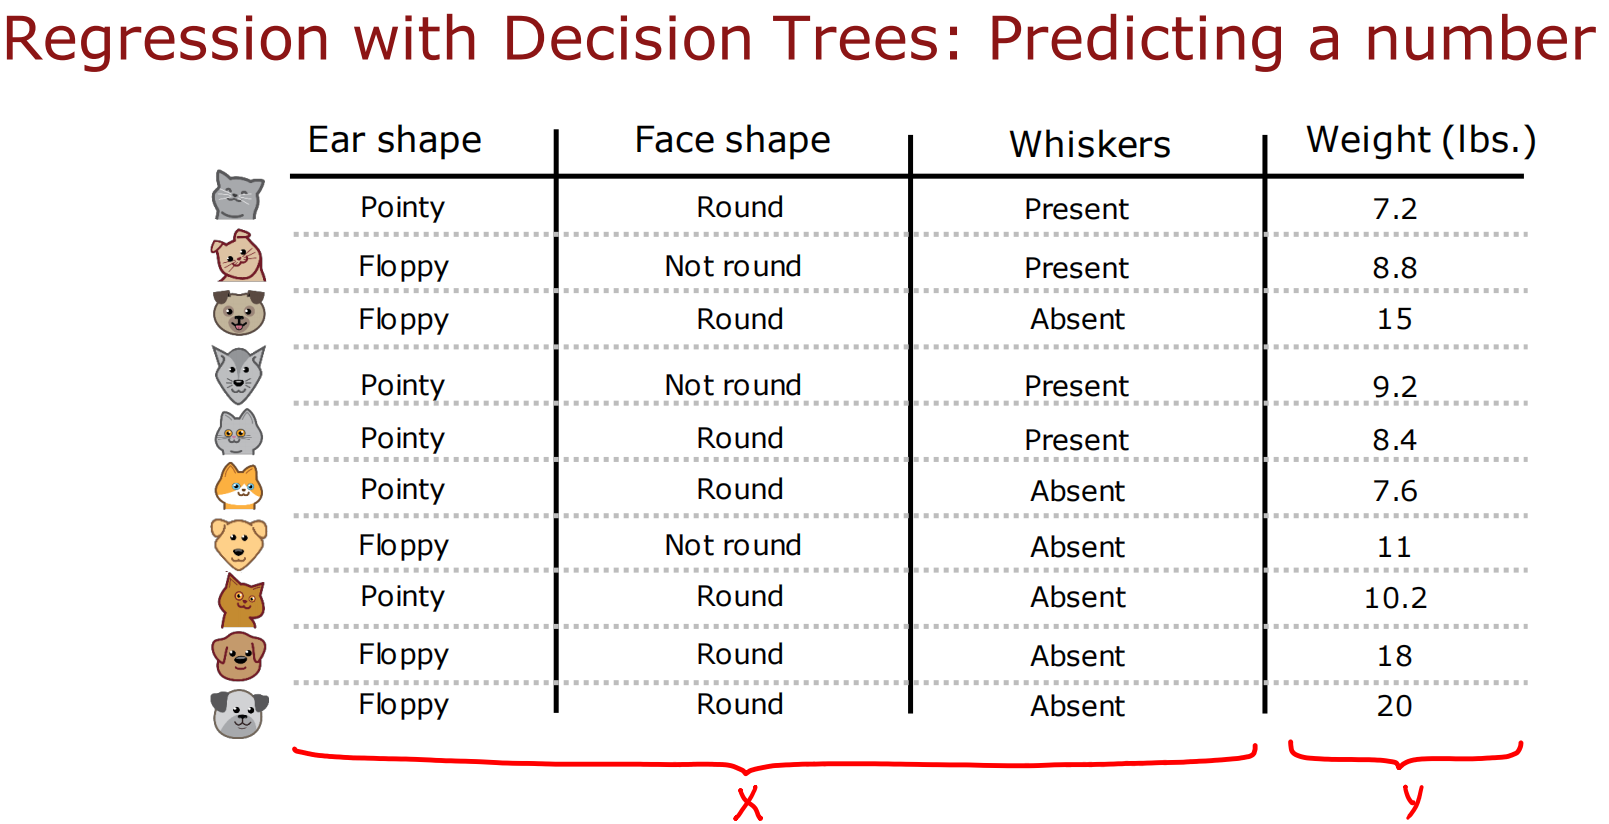 Regression with Decision Trees: Predicting a number
Ear shape Face shape Whiskers Weight (lbs.)
Pointy Round Present 7.2
Floppy Not round Present 8.8
Floppy Round Absent 15
Pointy Not round Present 9.2
Pointy Round Present 8.4
Pointy Round Absent 7.6
Floppy Not round Absent 11
Pointy Round Absent 10.2
Floppy Round Absent 18
Floppy Round Absent 20
X y